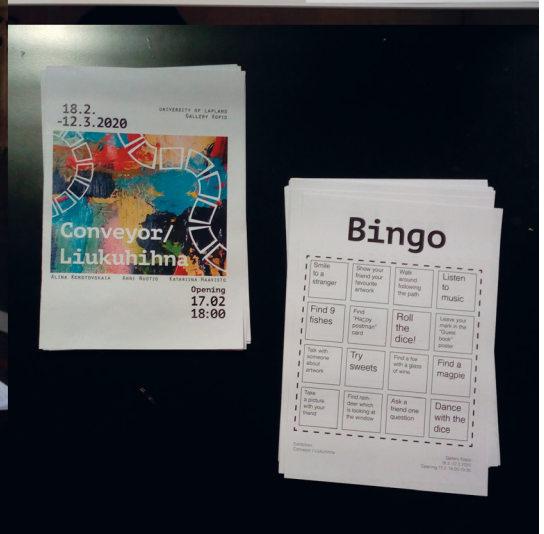 18.2.
-12.3.2020
UNIVERSITY OF LAPLAND
GALLERY KOPIO
Conveyor/
Liukuhihna
ALINA KOROTOVSKAIA ANNI NUOTIO KATARIINA HAAVISTO
Opening
17.02
18:00
Bingo
Smile
to a
stranger
Show your
friend your
favourite
artwork
Walk
around
following
the path
Listen
to
music
Find 9
fishes
Find
"Happy
postman"
card
Roll
the
dice!
Leave your
mark in the
"Guest
book"
poster
Talk with
someone
about
artwork
Try
sweets
Find a fox
with a glass
of wine
Find a
magpie
Take
a picture
with your
friend
Find rein-
deer which
is looking at
the window
Ask a
friend one
question
Dance
with the
dice
Exhibition
Conveyor/Liukuhihna
Gallery Kopio